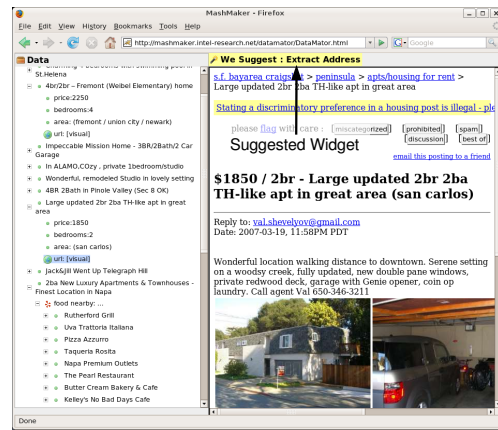 MashMaker - Firefox
File Edit View History Bookmarks Tools Help
http://mashmaker.intel-research.net/datamator/DataMator.html
Google
Data
St.Helena
4br/2br – Freewill (Weibel Elementary) home
price:2250
bedrooms:4
area: (fremont / union city / newark)
url: [visual]
Impeccable Mission Home - 3BR/2Bath/2 Car
Garage
In ALAMO,COzy , private 1bedroom/studio
Wonderful, remodeled Studio in lovely setting
4BR 2Bath in Pinole Valley (Sec 8 OK)
Large updated 2br 2ba TH-like apt in great
area
price:1850
bedrooms:2
area: (san carlos)
url: [visual]
Jack&jill Went Up Telegraph Hill
2ba New Luxury Apartments & Townhouses -
Finest Location in Napa
food nearby: ...
Rutherford Grill
Uva Trattoria Italiana
Pizza Azzurro
Taqueria Rosita
Napa Premium Outlets
The Pearl Restaurant
Butter Cream Bakery & Cafe
Kelley's No Bad Days Cafe
We Suggest : Extract Address
s.f. bayarea craigslist > peninsula > apts/housing for rent >
Large updated 2br 2ba TH-like apt in great area
Stating a discriminatory preference in a housing post is illegal - ple
please flag with care : [miscategorized] [prohibited] [spam]
[discussion] [best of]
Suggested Widget
email this posting to a friend
$1850 / 2br - Large updated 2br 2ba
TH-like apt in great area (san carlos)
Reply to: val.shevelyov@gmail.com
Date: 2007-03-19, 11:58PM PDT
Wonderful location walking distance to downtown. Serene setting
on a woodsy creek, fully updated, new double pane windows,
private redwood deck, garage with Genie opener, coin op
laundry. Call agent Val 650-346-3211
Done